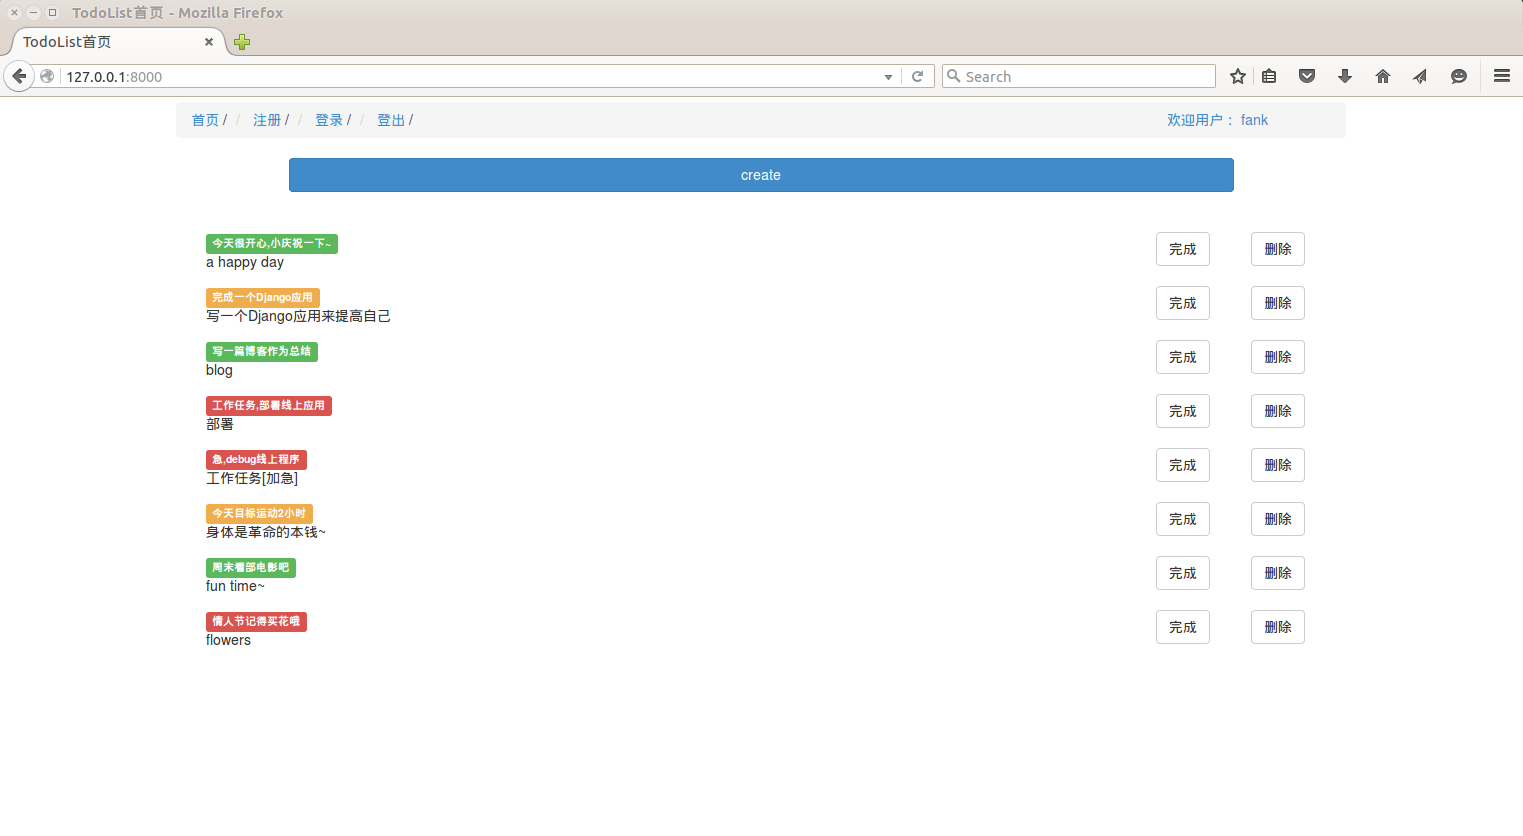 TodoList首页 - Mozilla Firefox
TodoList首页
127.0.0.1:8000
Search
首页 / / 注册 / / 登录 / / 登出 / 欢迎用户： fank
create
今天很开心,小庆祝一下~
a happy day
完成 删除
完成一个Django应用
写一个Django应用来提高自己
完成 删除
写一篇博客作为总结
blog
完成 删除
工作任务,部署线上应用
部署
完成 删除
急,debug线上程序
工作任务[加急]
完成 删除
今天目标运动2小时
身体是革命的本钱~
完成 删除
周末看部电影吧
fun time~
完成 删除
情人节记得买花哦
flowers
完成 删除